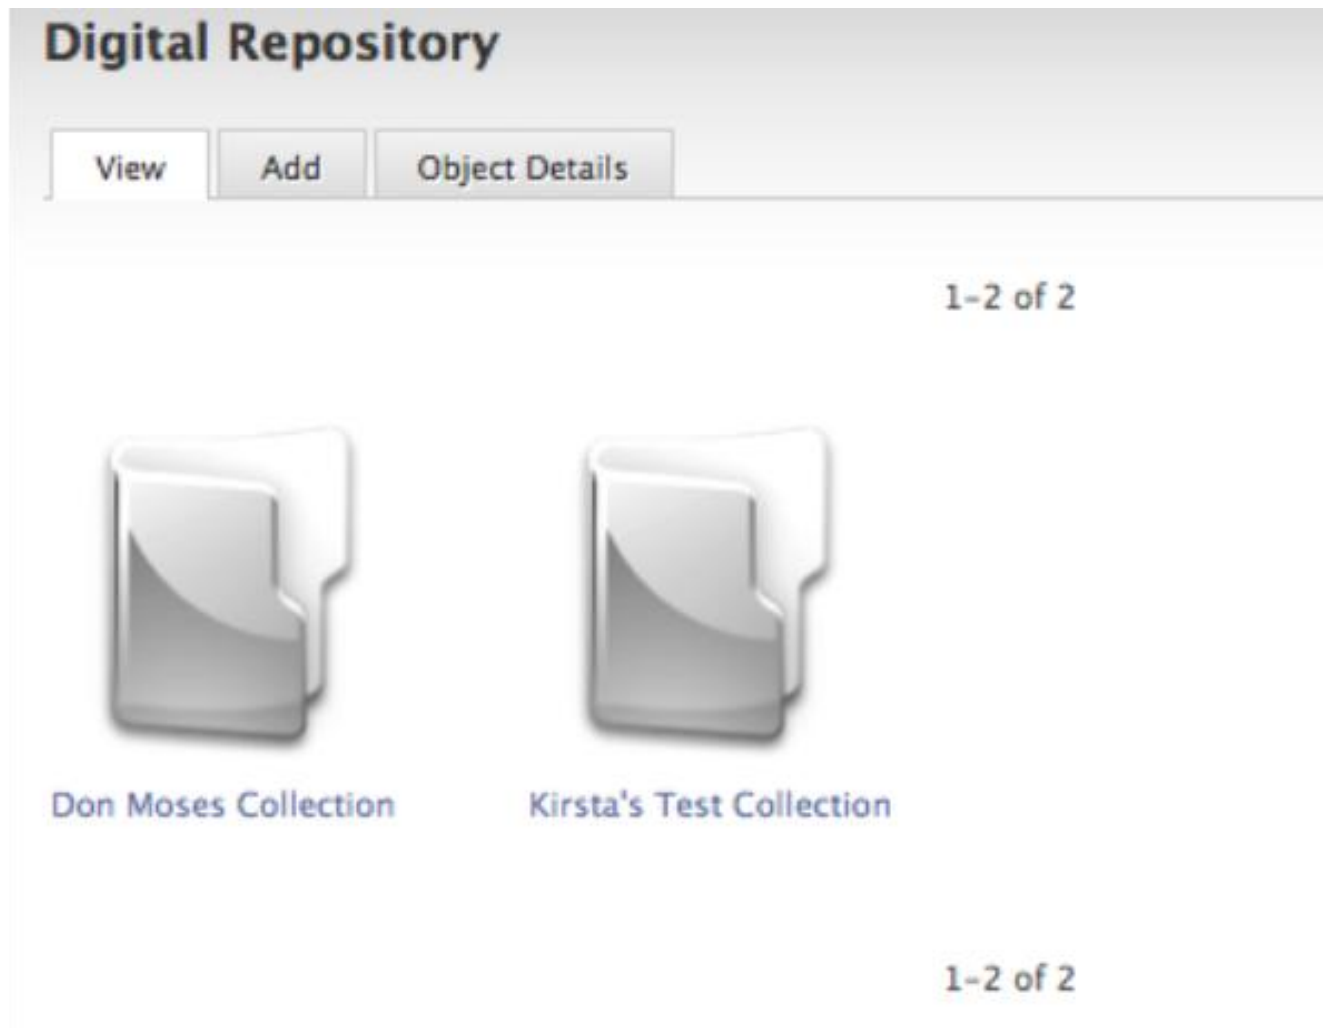 Digital Repository
View Add Object Details
1-2 of 2
Don Moses Collection Kirsta's Test Collection
1-2 of 2